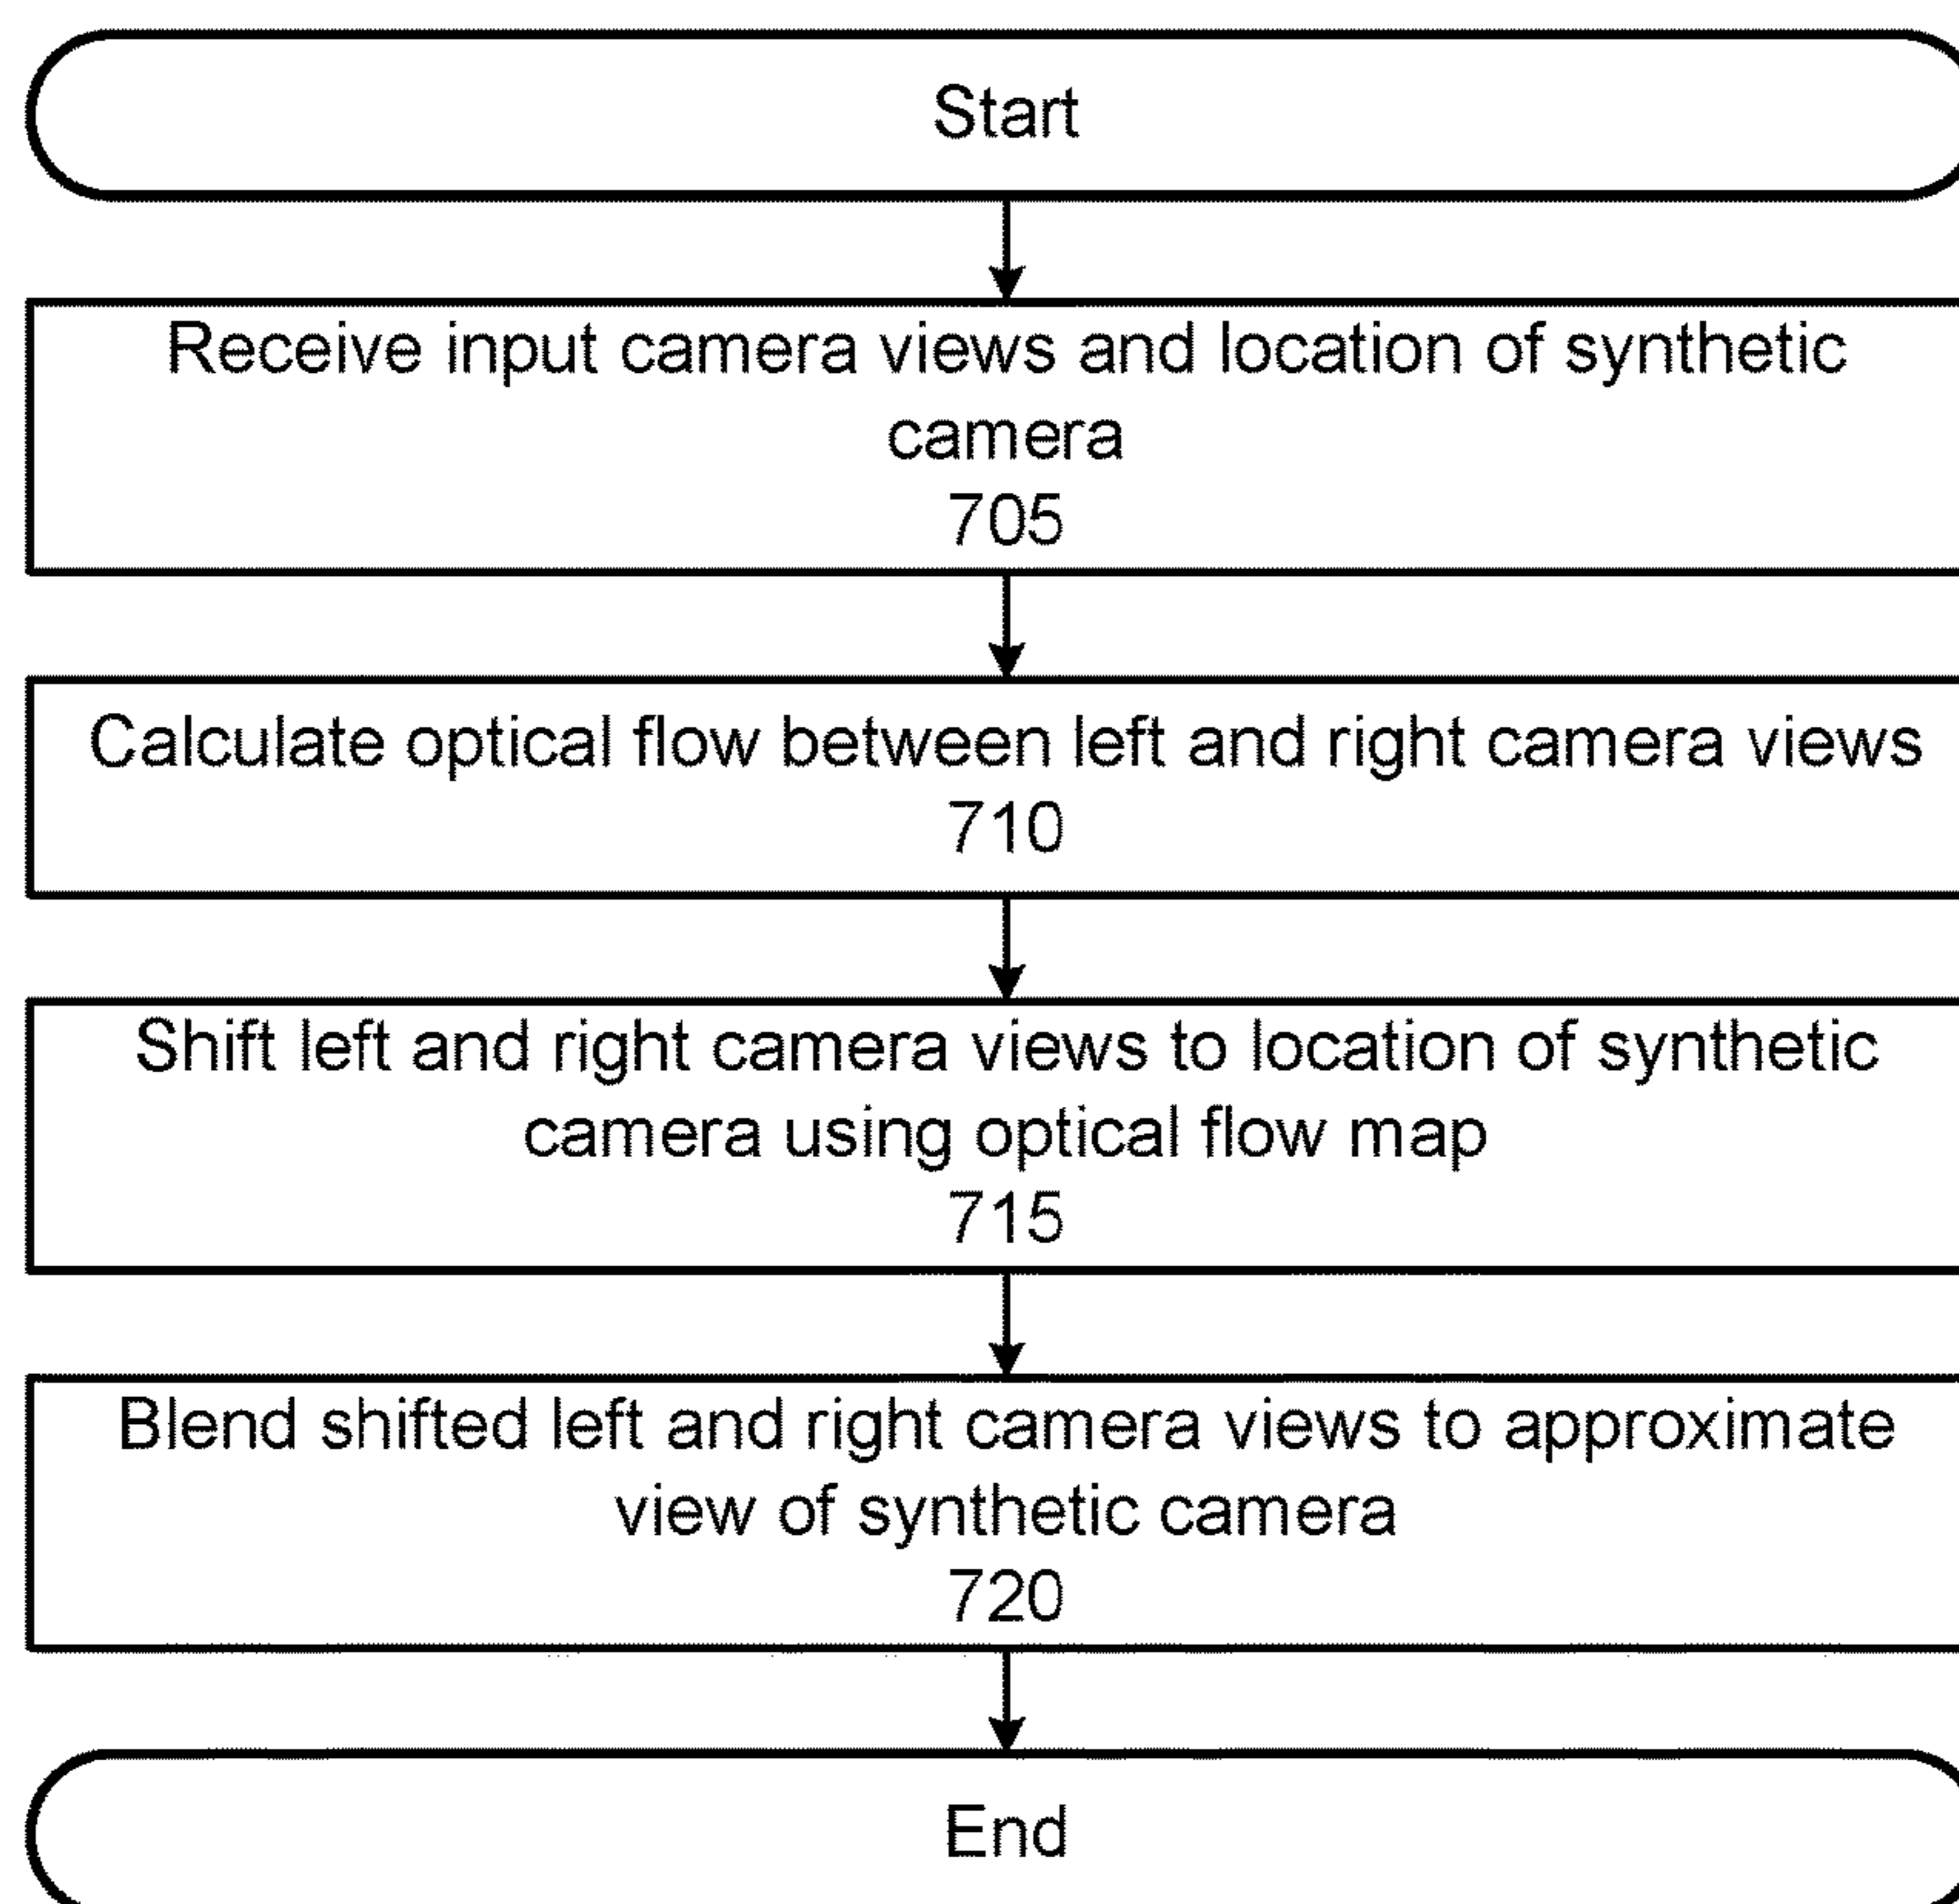 Start
Receive input camera views and location of synthetic
camera
705
Calculate optical flow between left and right camera views
710
Shift left and right camera views to location of synthetic
camera using optical flow map
715
Blend shifted left and right camera views to approximate
view of synthetic camera
720
End